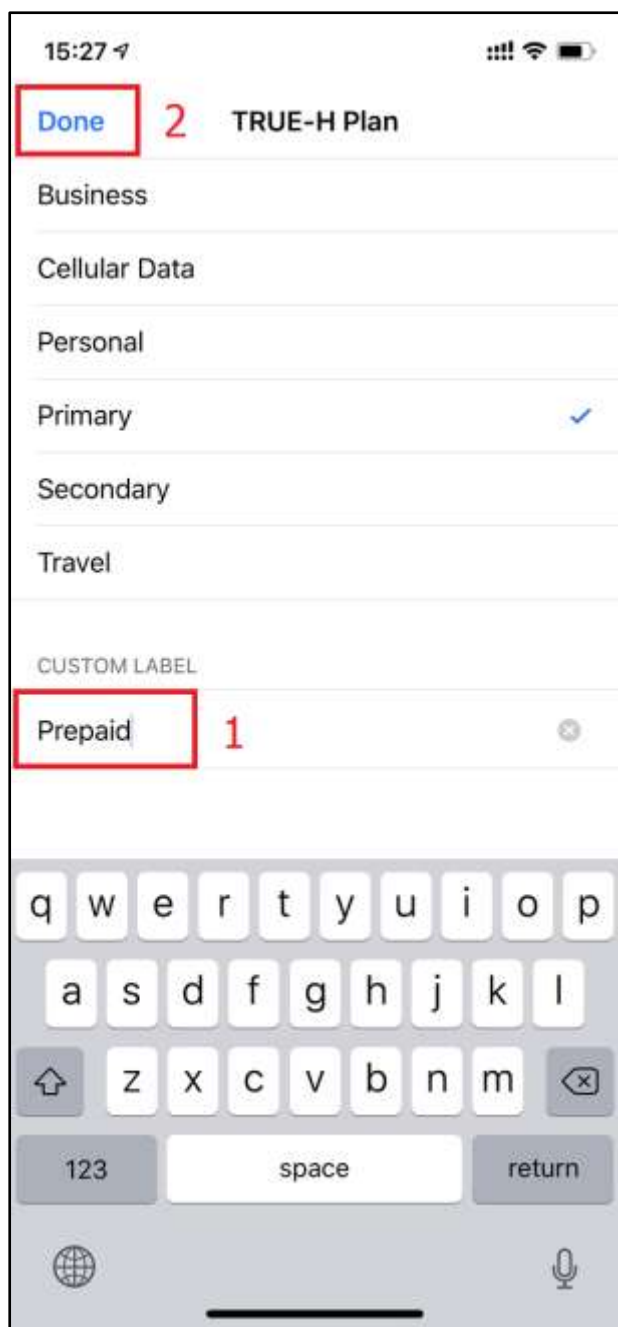 15:27
Done 2 TRUE-H Plan
Business
Cellular Data
Personal
Primary
Secondary
Travel
CUSTOM LABEL
Prepaid 1
q w e r t y u i o p
a s d f g h j k l
z x c v b n m
123 space return